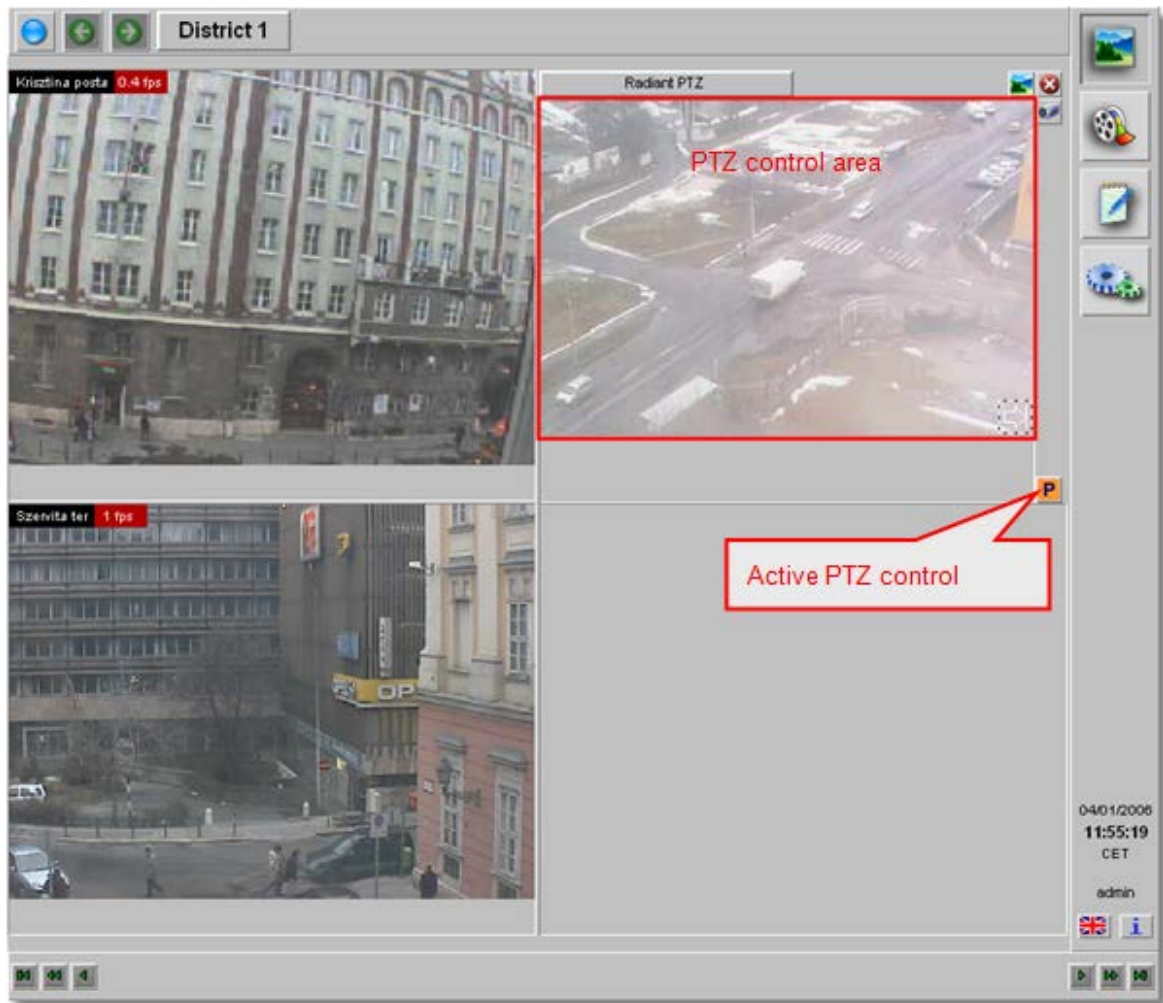 District 1
Krisztina posta 0.4 fps
Radiant PTZ
PTZ control area
P
Active PTZ control
Szervita ter 1 fps
OP
04/01/2006
11:55:19
CET
admin
i